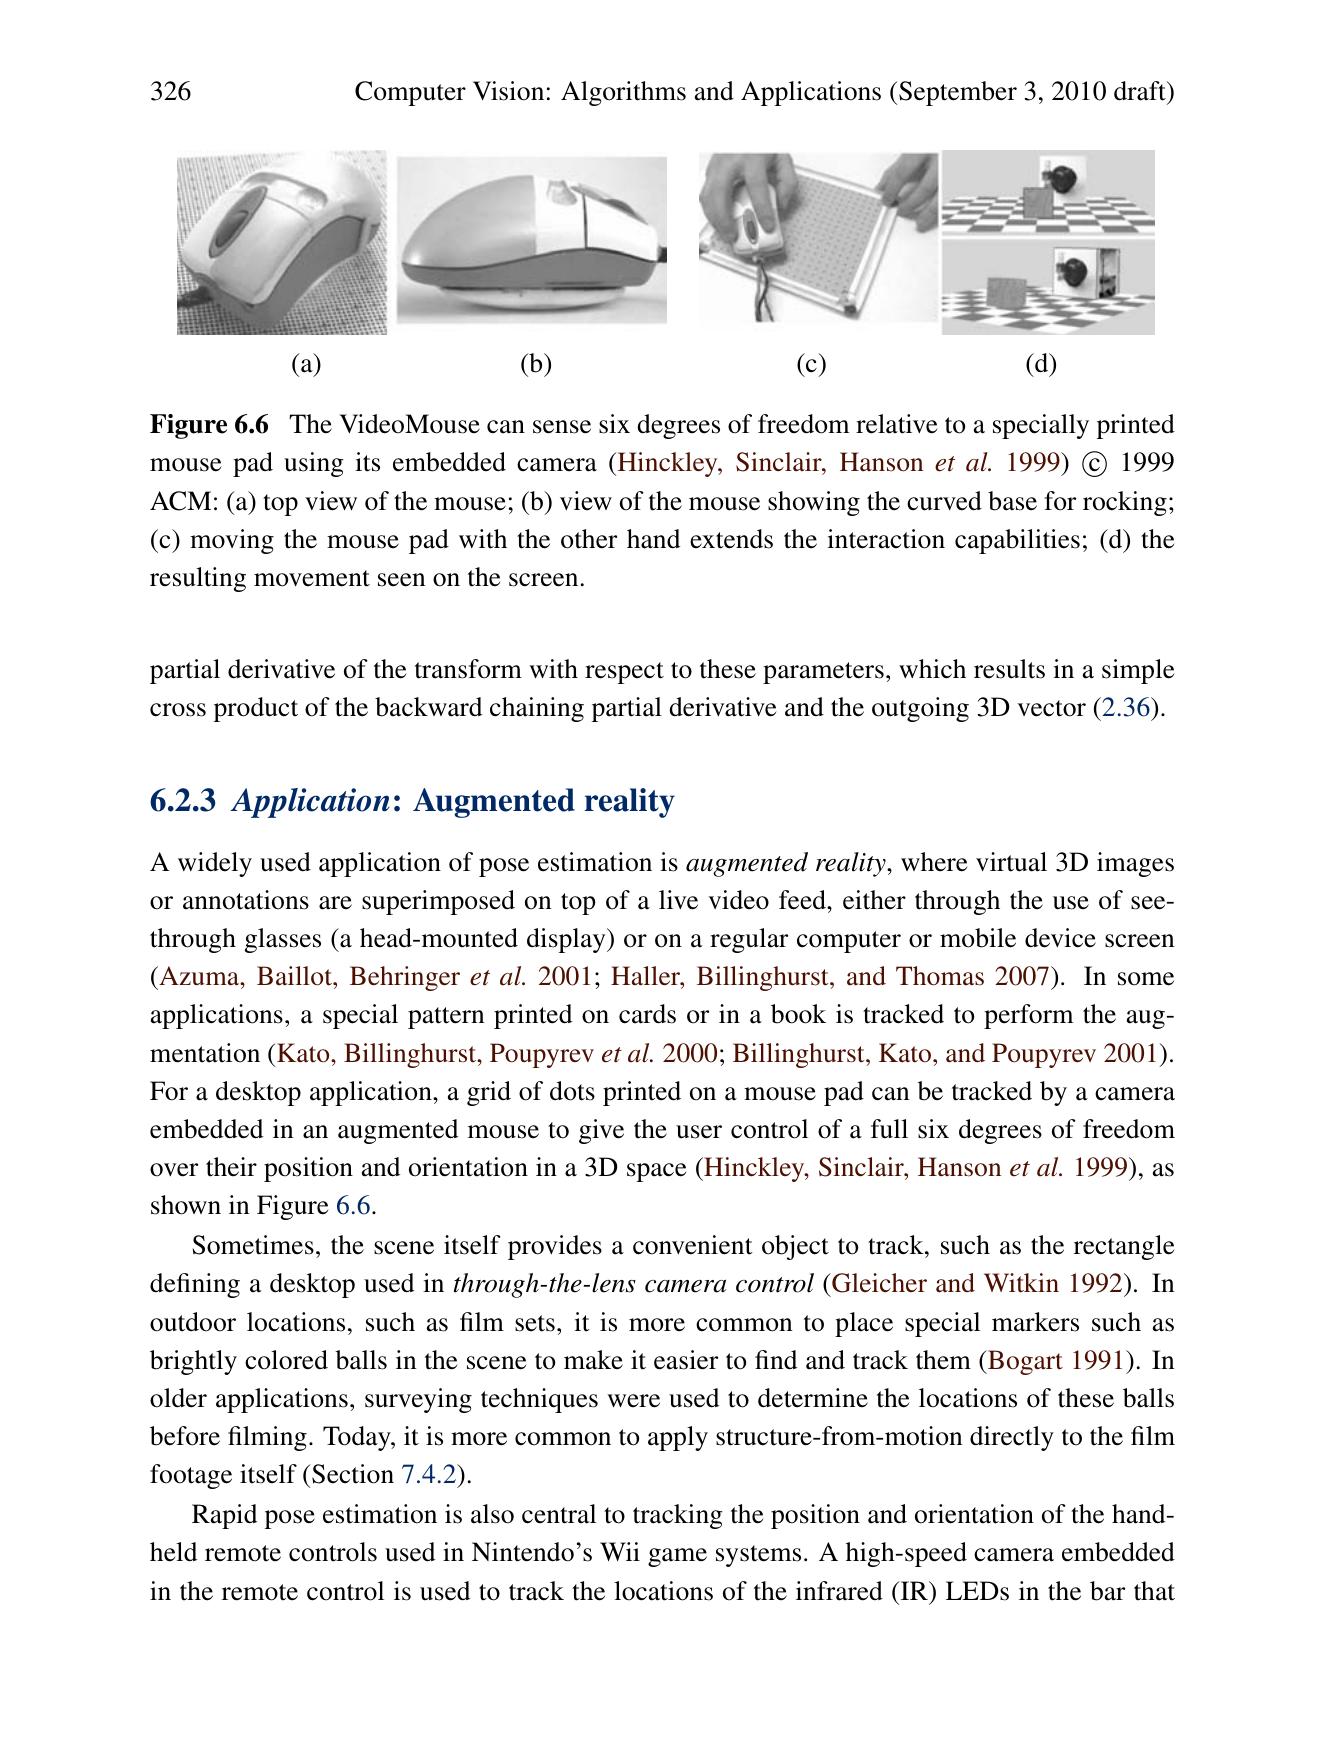 326 Computer Vision: Algorithms and Applications (September 3, 2010 draft)
(a) (b) (c) (d)
Figure 6.6 The VideoMouse can sense six degrees of freedom relative to a specially printed
mouse pad using its embedded camera (Hinckley, Sinclair, Hanson et al. 1999) © 1999
ACM: (a) top view of the mouse; (b) view of the mouse showing the curved base for rocking;
(c) moving the mouse pad with the other hand extends the interaction capabilities; (d) the
resulting movement seen on the screen.
partial derivative of the transform with respect to these parameters, which results in a simple
cross product of the backward chaining partial derivative and the outgoing 3D vector (2.36).
6.2.3 Application: Augmented reality
A widely used application of pose estimation is augmented reality, where virtual 3D images
or annotations are superimposed on top of a live video feed, either through the use of see-
through glasses (a head-mounted display) or on a regular computer or mobile device screen
(Azuma, Baillot, Behringer et al. 2001; Haller, Billinghurst, and Thomas 2007). In some
applications, a special pattern printed on cards or in a book is tracked to perform the aug-
mentation (Kato, Billinghurst, Poupyrev et al. 2000; Billinghurst, Kato, and Poupyrev 2001).
For a desktop application, a grid of dots printed on a mouse pad can be tracked by a camera
embedded in an augmented mouse to give the user control of a full six degrees of freedom
over their position and orientation in a 3D space (Hinckley, Sinclair, Hanson et al. 1999), as
shown in Figure 6.6.
Sometimes, the scene itself provides a convenient object to track, such as the rectangle
defining a desktop used in through-the-lens camera control (Gleicher and Witkin 1992). In
outdoor locations, such as film sets, it is more common to place special markers such as
brightly colored balls in the scene to make it easier to find and track them (Bogart 1991). In
older applications, surveying techniques were used to determine the locations of these balls
before filming. Today, it is more common to apply structure-from-motion directly to the film
footage itself (Section 7.4.2).
Rapid pose estimation is also central to tracking the position and orientation of the hand-
held remote controls used in Nintendo's Wii game systems. A high-speed camera embedded
in the remote control is used to track the locations of the infrared (IR) LEDs in the bar that